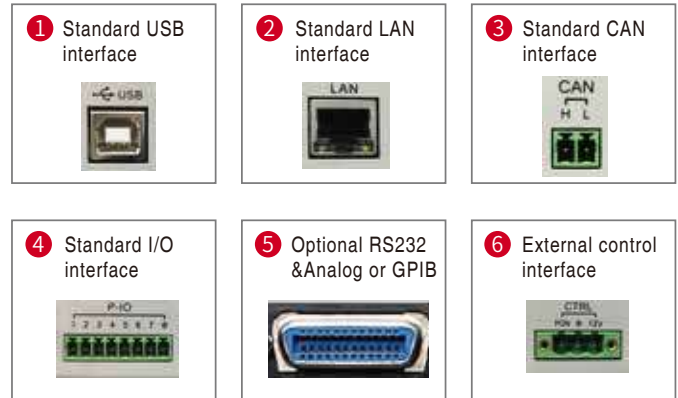 1 Standard USB
interface
USB
2 Standard LAN
interface
LAN
3 Standard CAN
interface
CAN
H L
4 Standard I/O
interface
P-IO
1 2 3 4 5 6 7 8
5 Optional RS232
&Analog or GPIB
6 External control
interface
CTRL
12V